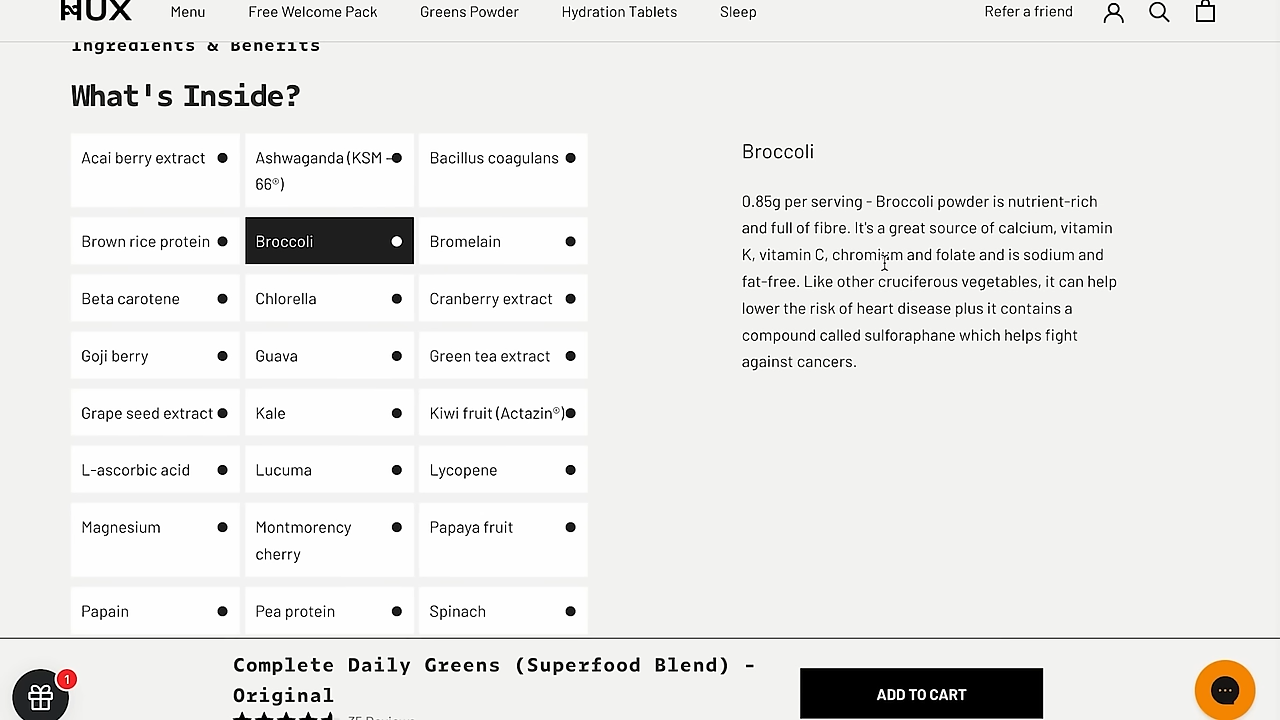 HUX
Menu
Free Welcome Pack
Greens Powder
Hydration Tablets
Sleep
Refer a friend
Ingredients & Benefits
What's Inside?
Acai berry extract
Ashwaganda (KSM -
66®)
Bacillus coagulans
Brown rice protein
Broccoli
Bromelain
Beta carotene
Chlorella
Cranberry extract
Goji berry
Guava
Green tea extract
Grape seed extract
Kale
Kiwi fruit (Actazin®)
L-ascorbic acid
Lucuma
Lycopene
Magnesium
Montmorency
cherry
Papaya fruit
Papain
Pea protein
Spinach
Broccoli
0.85g per serving - Broccoli powder is nutrient-rich
and full of fibre. It's a great source of calcium, vitamin
K, vitamin C, chromium and folate and is sodium and
fat-free. Like other cruciferous vegetables, it can help
lower the risk of heart disease plus it contains a
compound called sulforaphane which helps fight
against cancers.
1
Complete Daily Greens (Superfood Blend) -
Original
75 Reviews
ADD TO CART